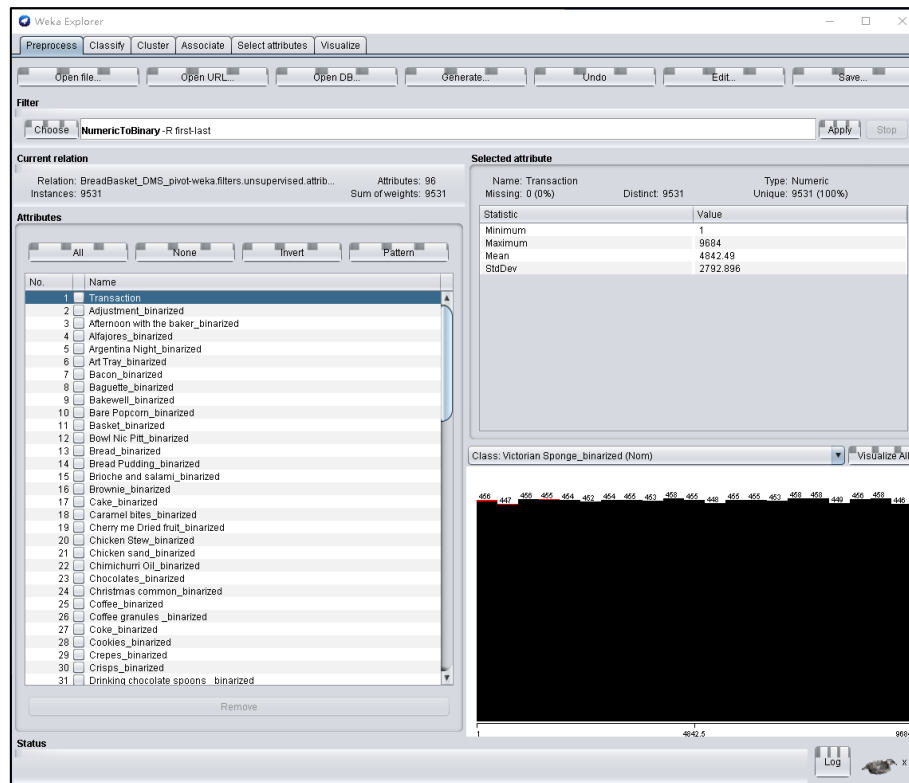 Weka Explorer
Preprocess Classify Cluster Associate Select attributes Visualize
Open file... Open URL... Open DB... Generate... Undo Edit... Save...
Filter
Choose NumericToBinary -R first-last Apply Stop
Current relation
Relation: BreadBasket_DMS_pivot-weka.filters.unsupervised.attrib... Attributes: 96
Instances: 9531 Sum of weights: 9531
Selected attribute
Name: Transaction Type: Numeric
Missing: 0 (0%) Distinct: 9531 Unique: 9531 (100%)
Statistic Value
Minimum 1
Maximum 9684
Mean 4842.49
StdDev 2792.896
Attributes
All None Invert Pattern
No. Name
1 Transaction
2 Adjustment_binarized
3 Afternoon with the baker_binarized
4 Alfajores_binarized
5 Argentina Night_binarized
6 Art Tray_binarized
7 Bacon_binarized
8 Baguette_binarized
9 Bakewell_binarized
10 Bare Popcorn_binarized
11 Basket_binarized
12 Bowl Nic Pitt_binarized
13 Bread_binarized
14 Bread Pudding_binarized
15 Brioche and salami_binarized
16 Brownie_binarized
17 Cake_binarized
18 Caramel bites_binarized
19 Cherry me Dried fruit_binarized
20 Chicken Stew_binarized
21 Chicken sand_binarized
22 Chimichurri Oil_binarized
23 Chocolates_binarized
24 Christmas common_binarized
25 Coffee_binarized
26 Coffee granules _binarized
27 Coke_binarized
28 Cookies_binarized
29 Crepes_binarized
30 Crisps_binarized
31 Drinking chocolate spoons _binarized
Remove
Class: Victorian Sponge_binarized (Nom) Visualize All
456 447 456 455 454 452 454 455 453 458 455 448 455 455 453 458 458 449 456 458 446
1 4842.5 9684
Status
Log x